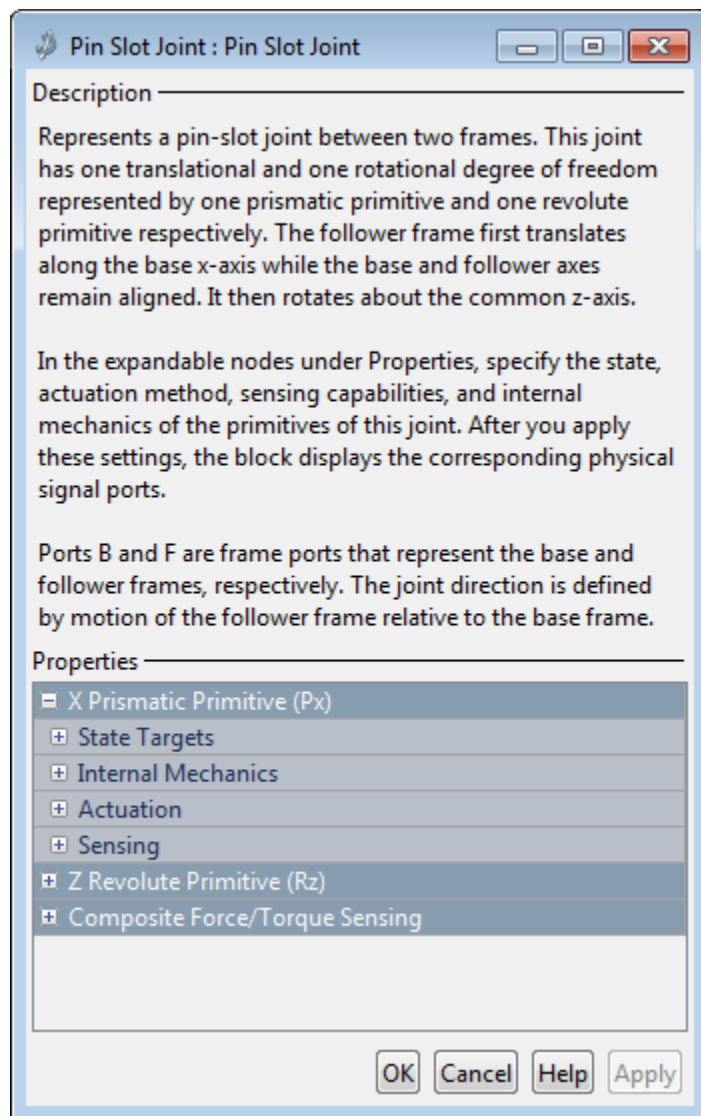 Pin Slot Joint : Pin Slot Joint
Description
Represents a pin-slot joint between two frames. This joint
has one translational and one rotational degree of freedom
represented by one prismatic primitive and one revolute
primitive respectively. The follower frame first translates
along the base x-axis while the base and follower axes
remain aligned. It then rotates about the common z-axis.
In the expandable nodes under Properties, specify the state,
actuation method, sensing capabilities, and internal
mechanics of the primitives of this joint. After you apply
these settings, the block displays the corresponding physical
signal ports.
Ports B and F are frame ports that represent the base and
follower frames, respectively. The joint direction is defined
by motion of the follower frame relative to the base frame.
Properties
X Prismatic Primitive (Px)
State Targets
Internal Mechanics
Actuation
Sensing
Z Revolute Primitive (Rz)
Composite Force/Torque Sensing
OK Cancel Help Apply